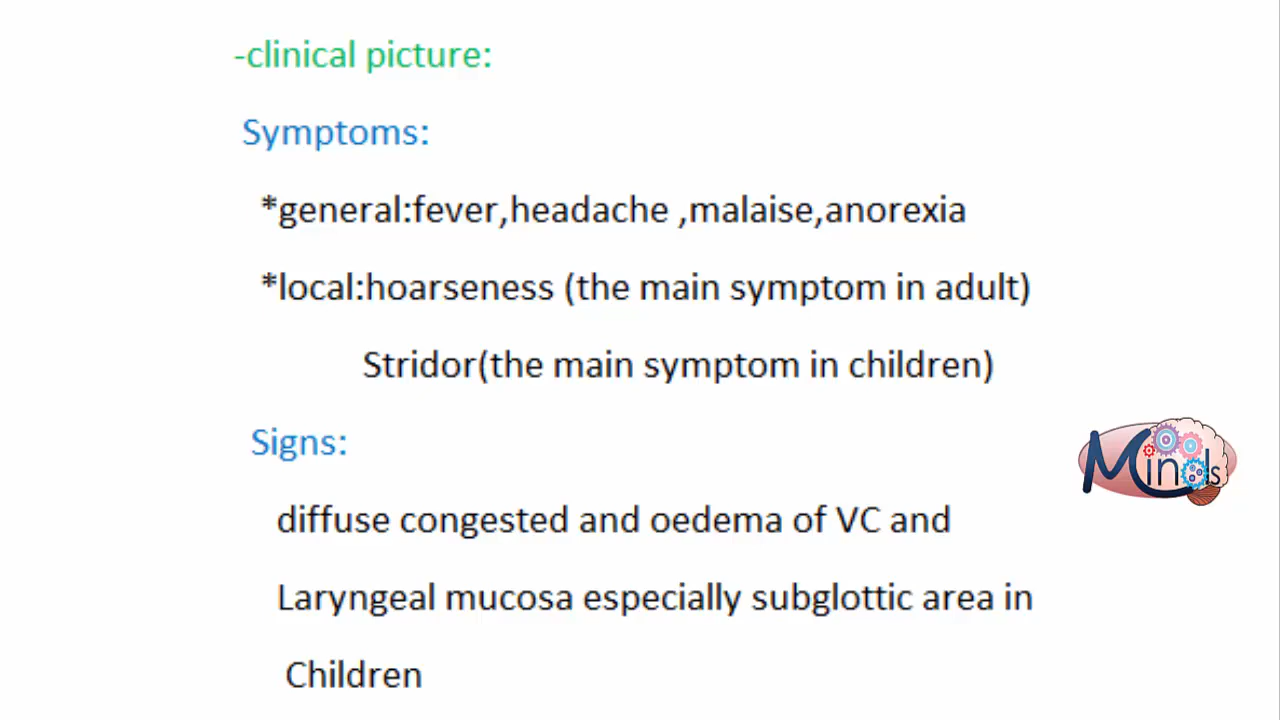 -clinical picture:
Symptoms:
*general:fever,headache ,malaise,anorexia
*local:hoarseness (the main symptom in adult)
Stridor(the main symptom in children)
Signs:
Minds
diffuse congested and oedema of VC and
Laryngeal mucosa especially subglottic area in
Children